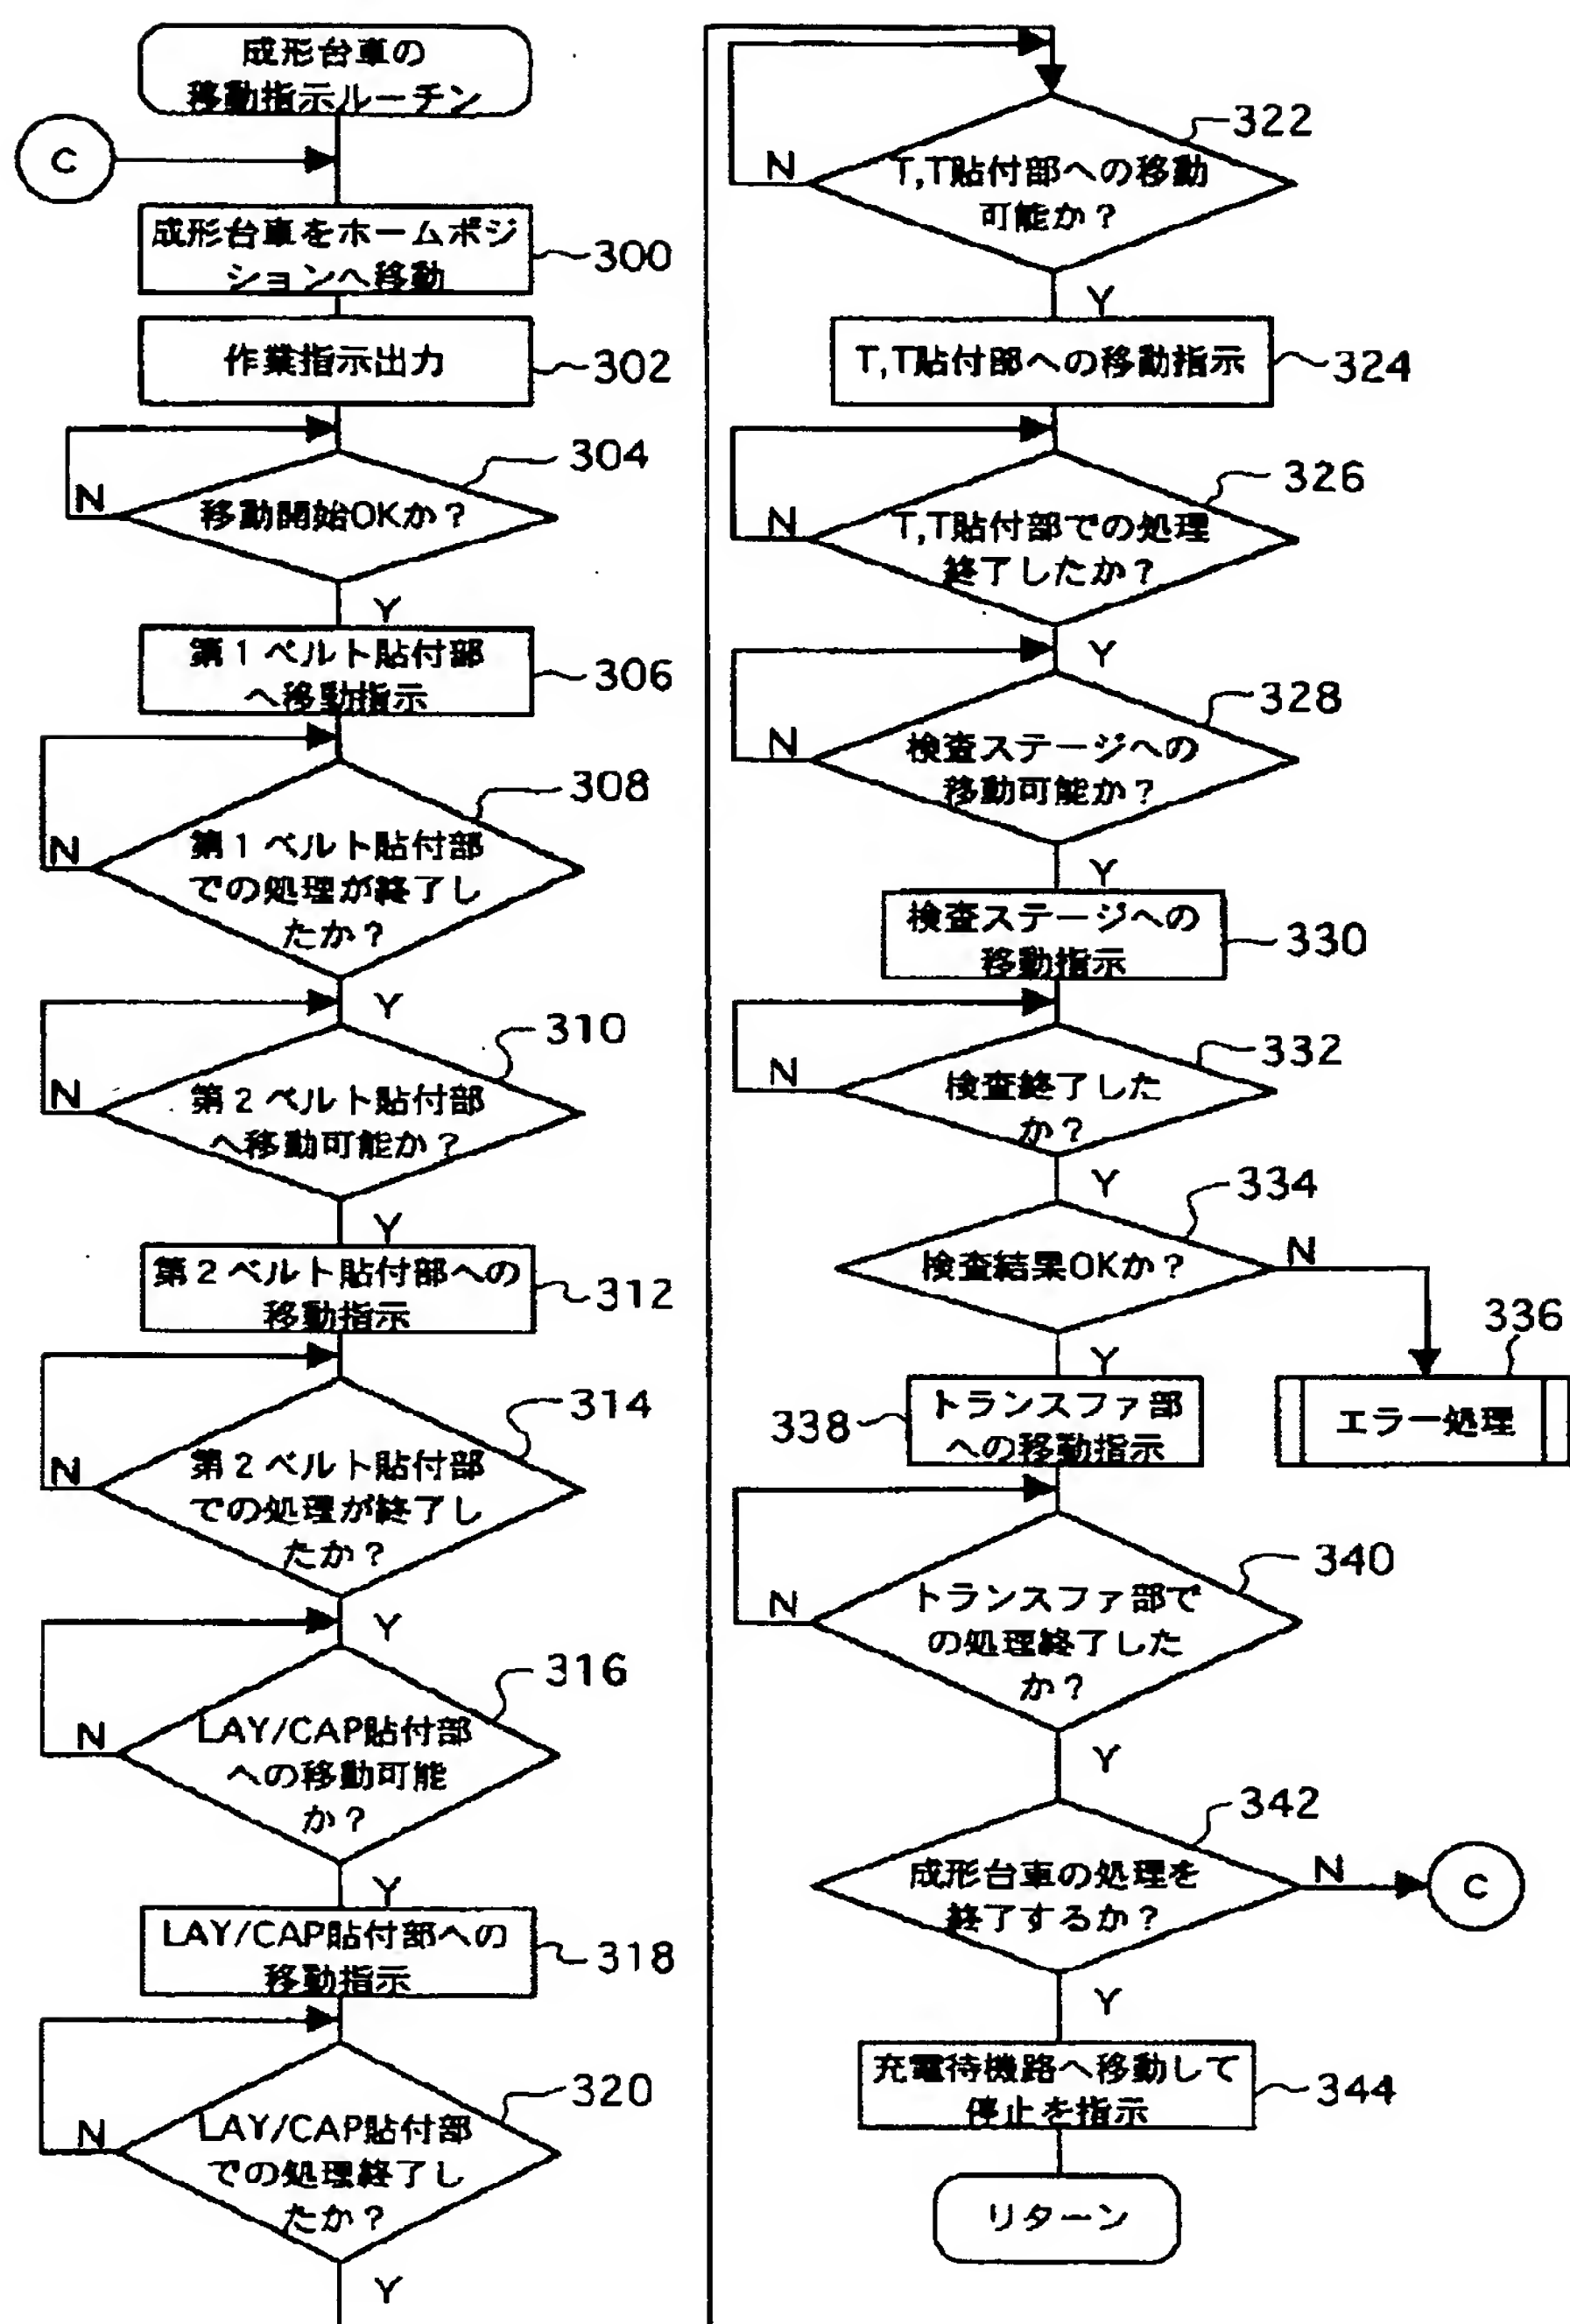 成形台車の
移動指示ルーチン
C
成形台車をホームポジ
ションへ移動
300
作業指示出力
302
304
N
移動開始OKか？
Y
第1ベルト貼付部
へ移動指示
306
308
N
第1ベルト貼付部
での処理が終了し
たか？
Y
310
N
第2ベルト貼付部
へ移動可能か？
Y
第2ベルト貼付部への
移動指示
312
314
N
第2ベルト貼付部
での処理が終了し
たか？
Y
316
N
LAY/CAP貼付部
への移動可能
か？
Y
LAY/CAP貼付部への
移動指示
318
320
N
LAY/CAP貼付部
での処理終了し
たか？
Y
322
N
T,T貼付部への移動
可能か？
Y
T,T貼付部への移動指示
324
326
N
T,T貼付部での処理
終了したか？
Y
328
N
検査ステージへの
移動可能か？
Y
検査ステージへの
移動指示
330
332
N
検査終了した
か？
Y
334
検査結果OKか？
N
Y
336
エラー処理
338
トランスファ部
への移動指示
340
N
トランスファ部で
の処理終了した
か？
Y
342
成形台車の処理を
終了するか？
N
C
Y
充電待機路へ移動して
停止を指示
344
リターン